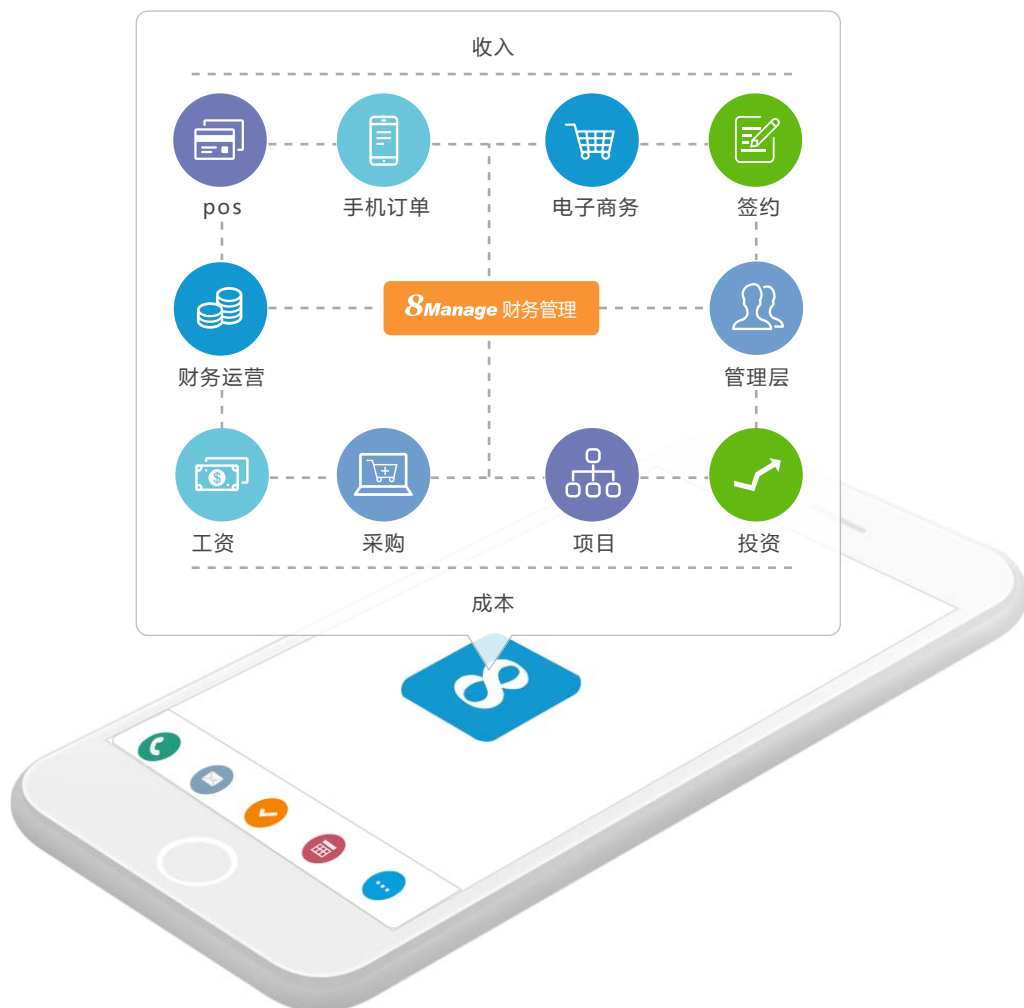 收入
pos
手机订单
电子商务
签约
8Manage 财务管理
财务运营
管理层
工资
采购
项目
投资
成本